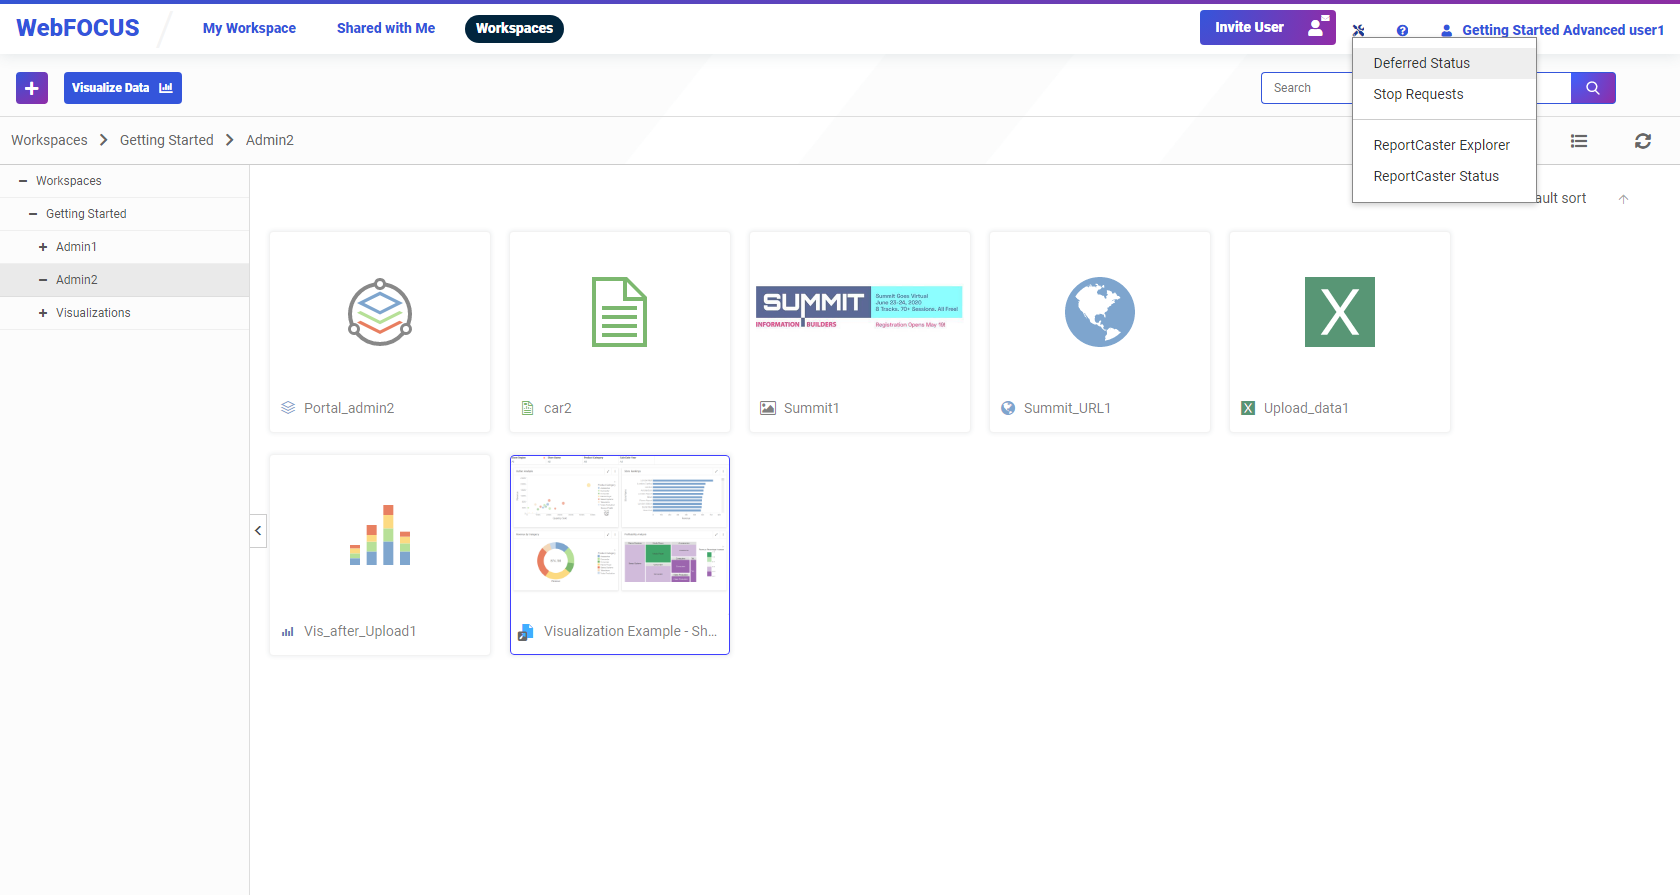 WebFOCUS
My Workspace
Shared with Me
Workspaces
Invite User
Getting Started Advanced user1
Deferred Status
Stop Requests
ReportCaster Explorer
ReportCaster Status
Visualize Data
Search
Workspaces
Getting Started
Admin2
ault sort
Workspaces
Getting Started
Admin1
Admin2
Visualizations
SUMMIT
INFORMATION BUILDERS
Summit Goes Virtual
June 23-24, 2020
8 Tracks. 70+ Sessions. All Free!
Registration Opens May 19!
Portal_admin2
car2
Summit1
Summit_URL1
Upload_data1
Vis_after_Upload1
Visualization Example - Sh...